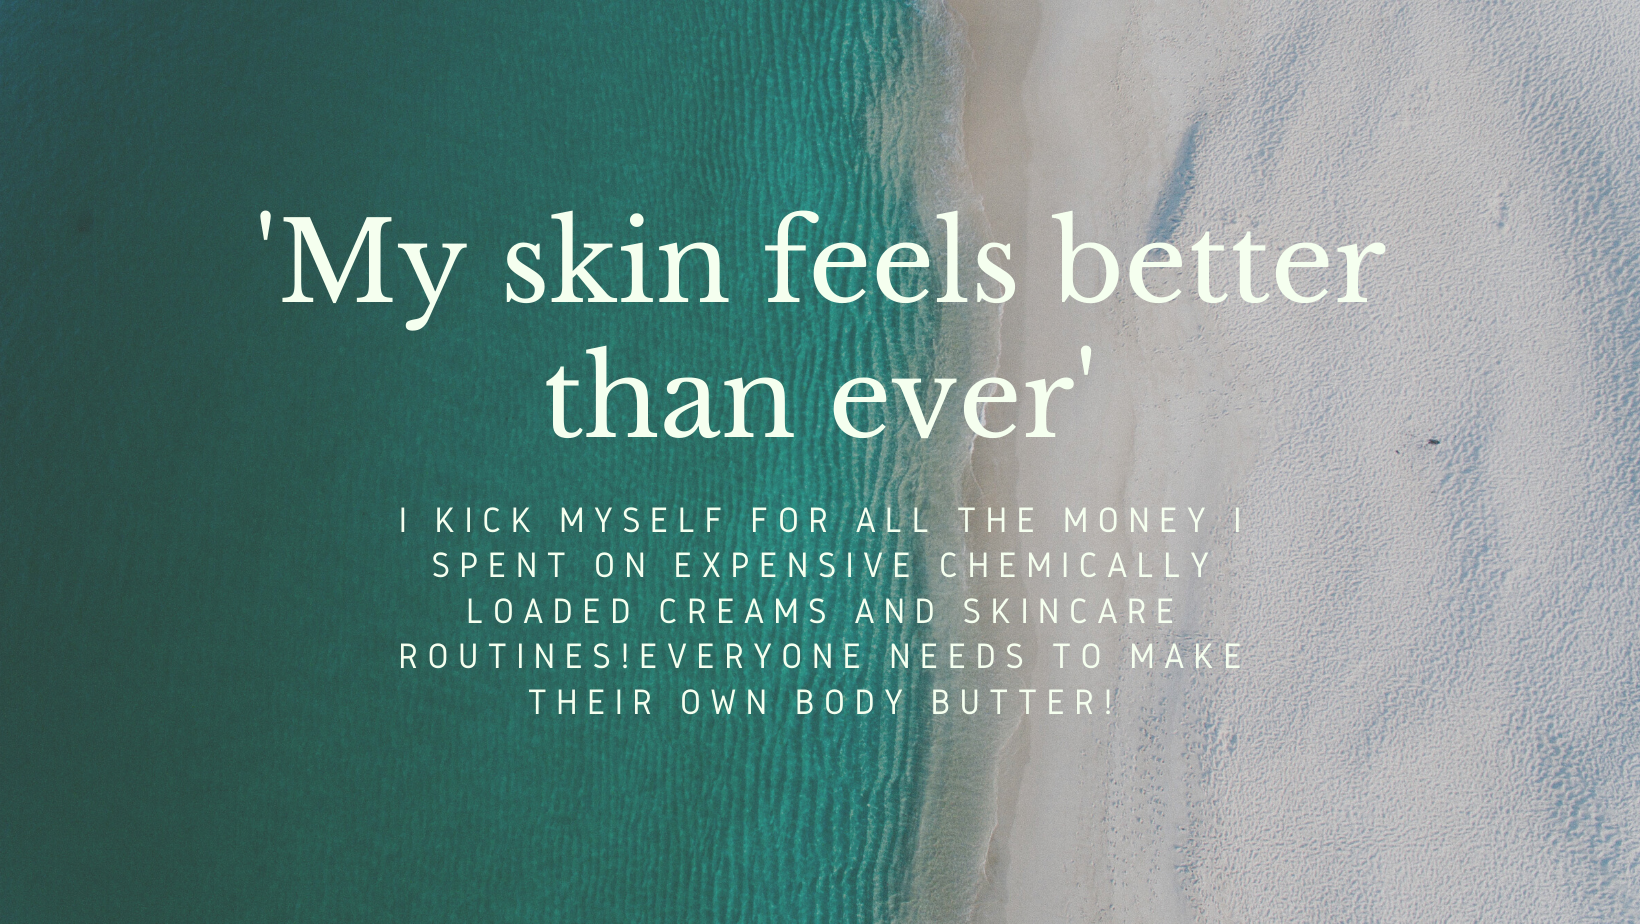 'My skin feels better
than ever'
I KICK MYSELF FOR ALL THE MONEY I
SPENT ON EXPENSIVE CHEMICALLY
LOADED CREAMS AND SKINCARE
ROUTINES!EVERYONE NEEDS TO MAKE
THEIR OWN BODY BUTTER!